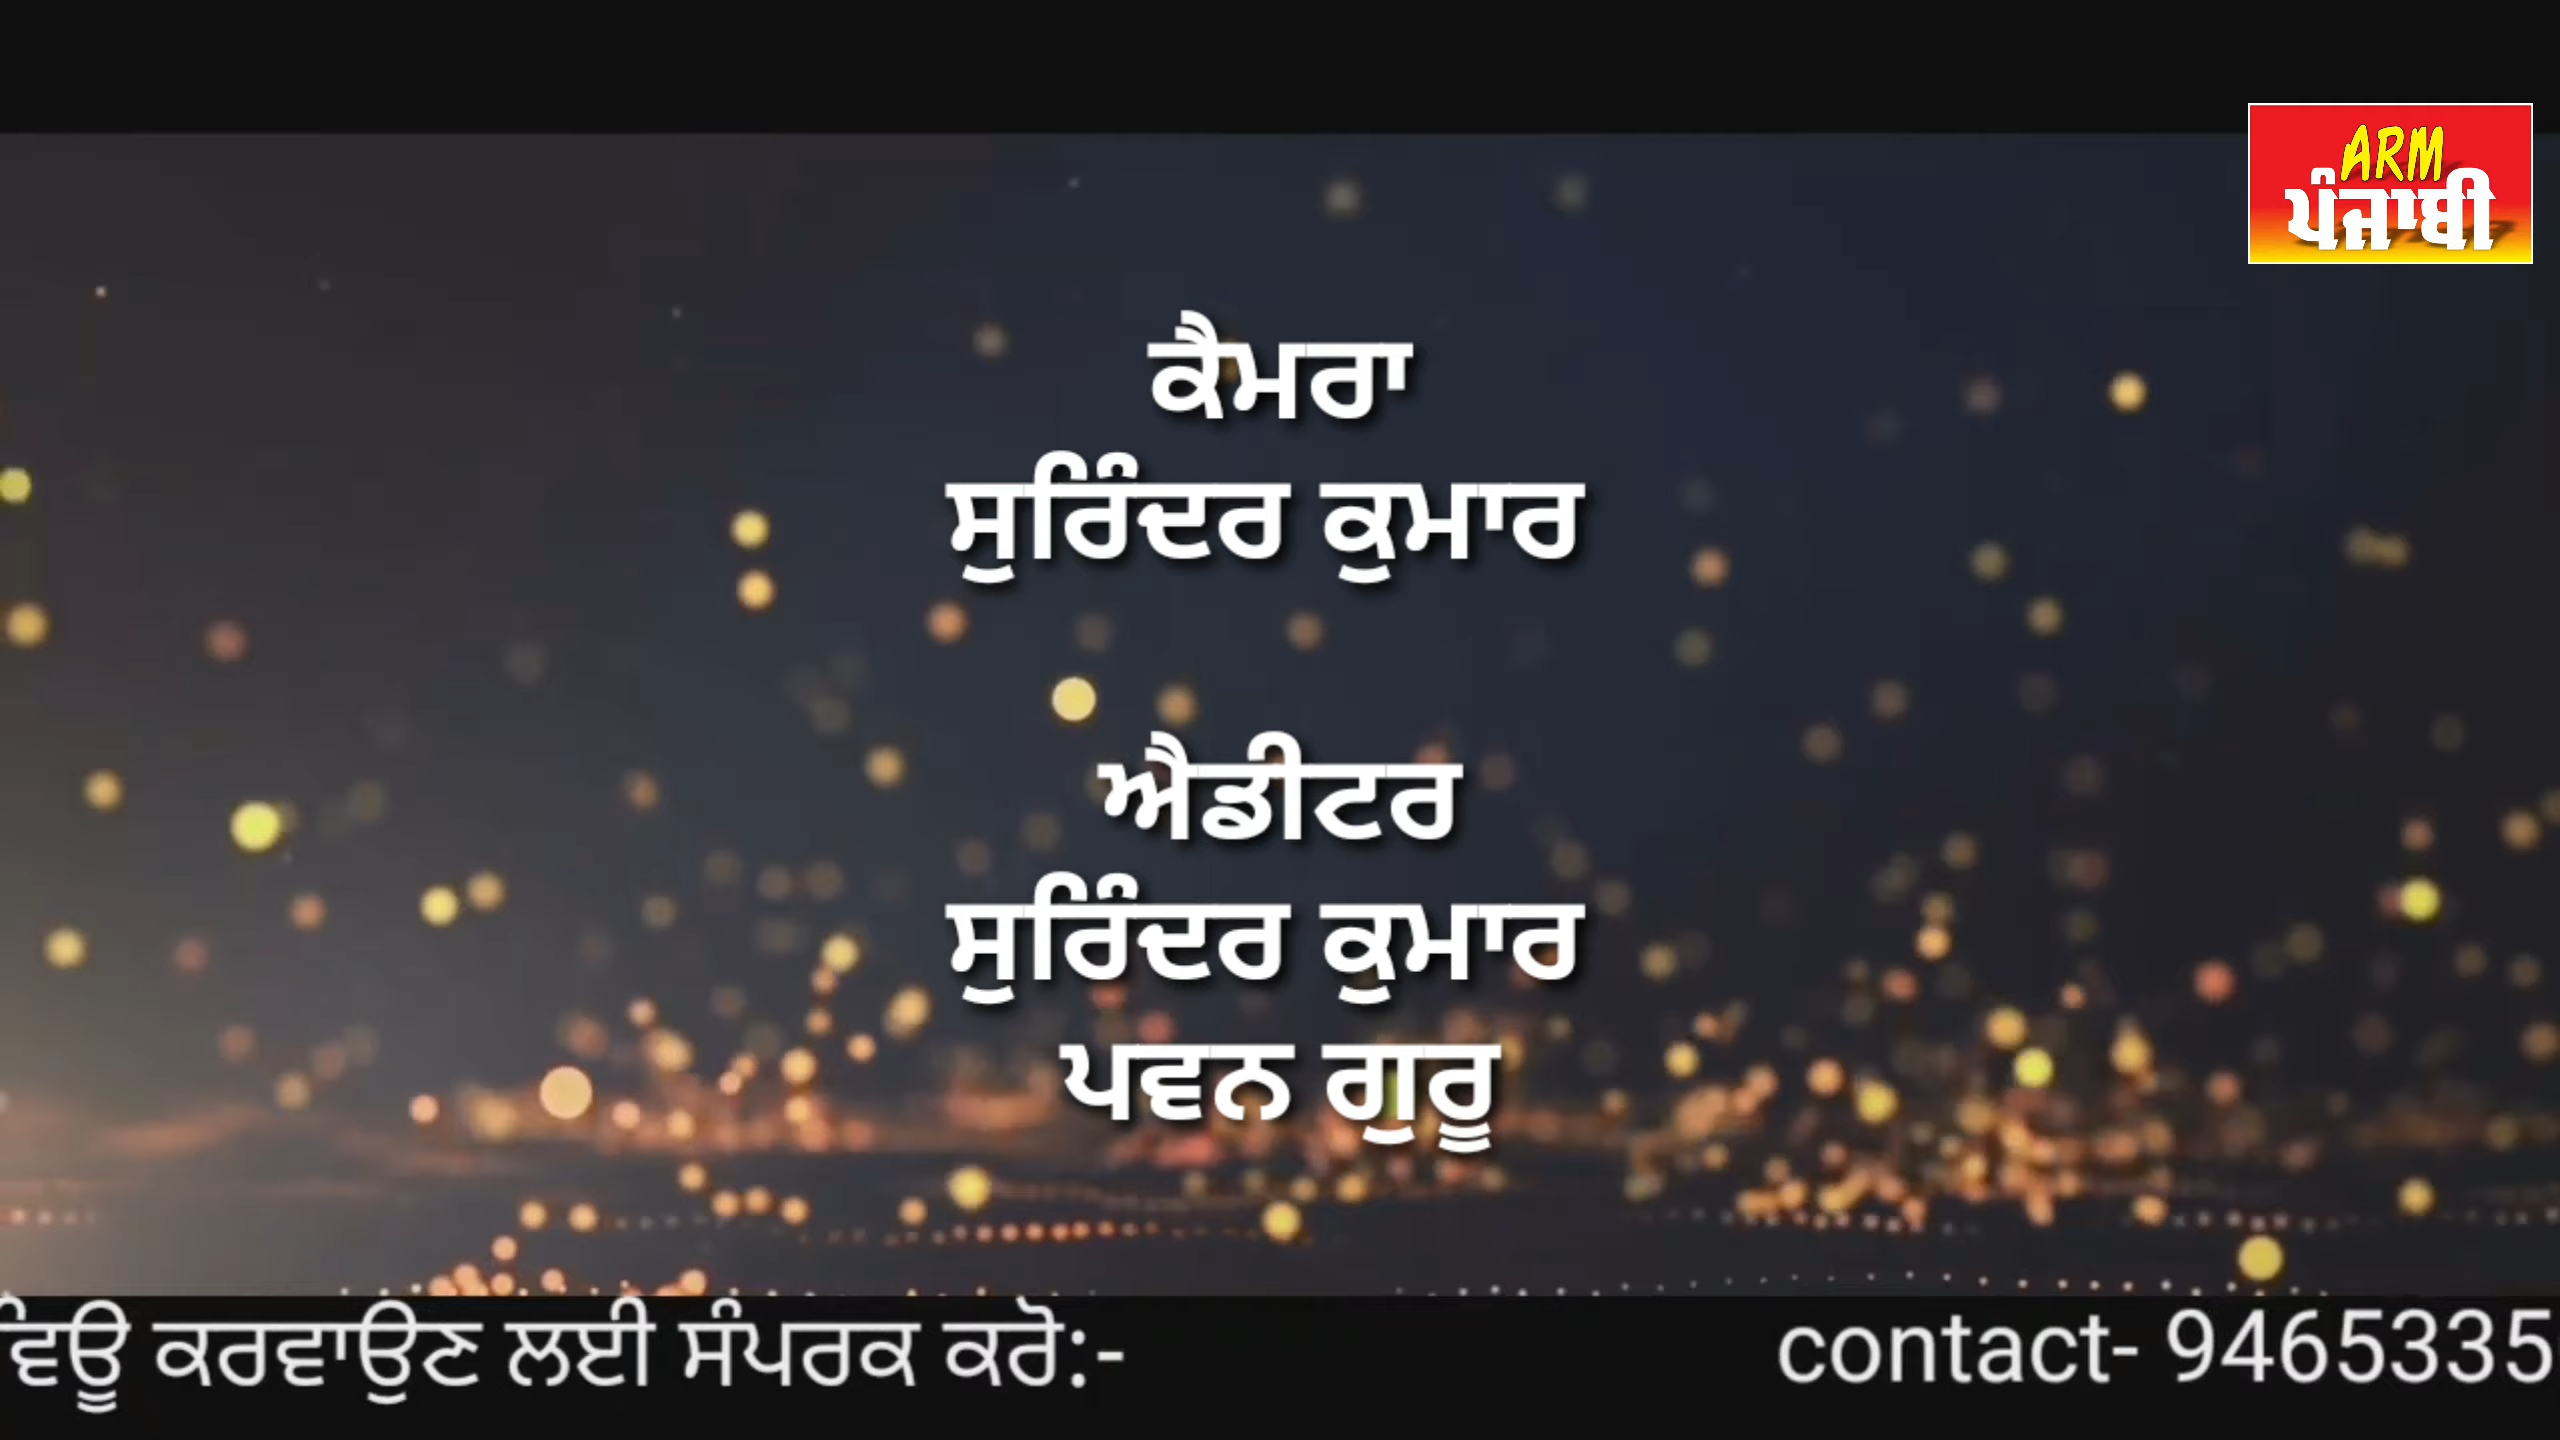 ARM
ਪੰਜਾਬੀ
ਕੈਮਰਾ
ਸੁਰਿੰਦਰ ਕੁਮਾਰ
ਐਡੀਟਰ
ਸੁਰਿੰਦਰ ਕੁਮਾਰ
ਪਵਨ ਗੁਰੂ
ਵਿਊ ਕਰਵਾਉਣ ਲਈ ਸੰਪਰਕ ਕਰੋ:- contact- 9465335